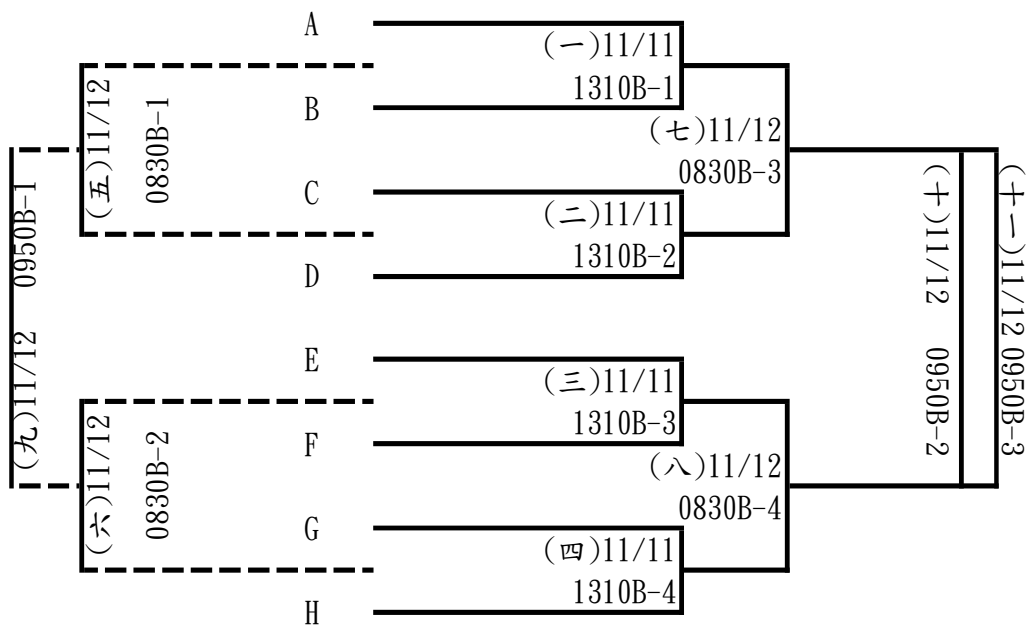 A
(一)11/11
1310B-1
B
(五)11/12
0830B-1
(七)11/12
0830B-3
C
(二)11/11
1310B-2
D
(九)11/12 0950B-1
(十)11/12 0950B-2
(十一)11/12 0950B-3
E
(三)11/11
1310B-3
F
(六)11/12
0830B-2
(八)11/12
0830B-4
G
(四)11/11
1310B-4
H